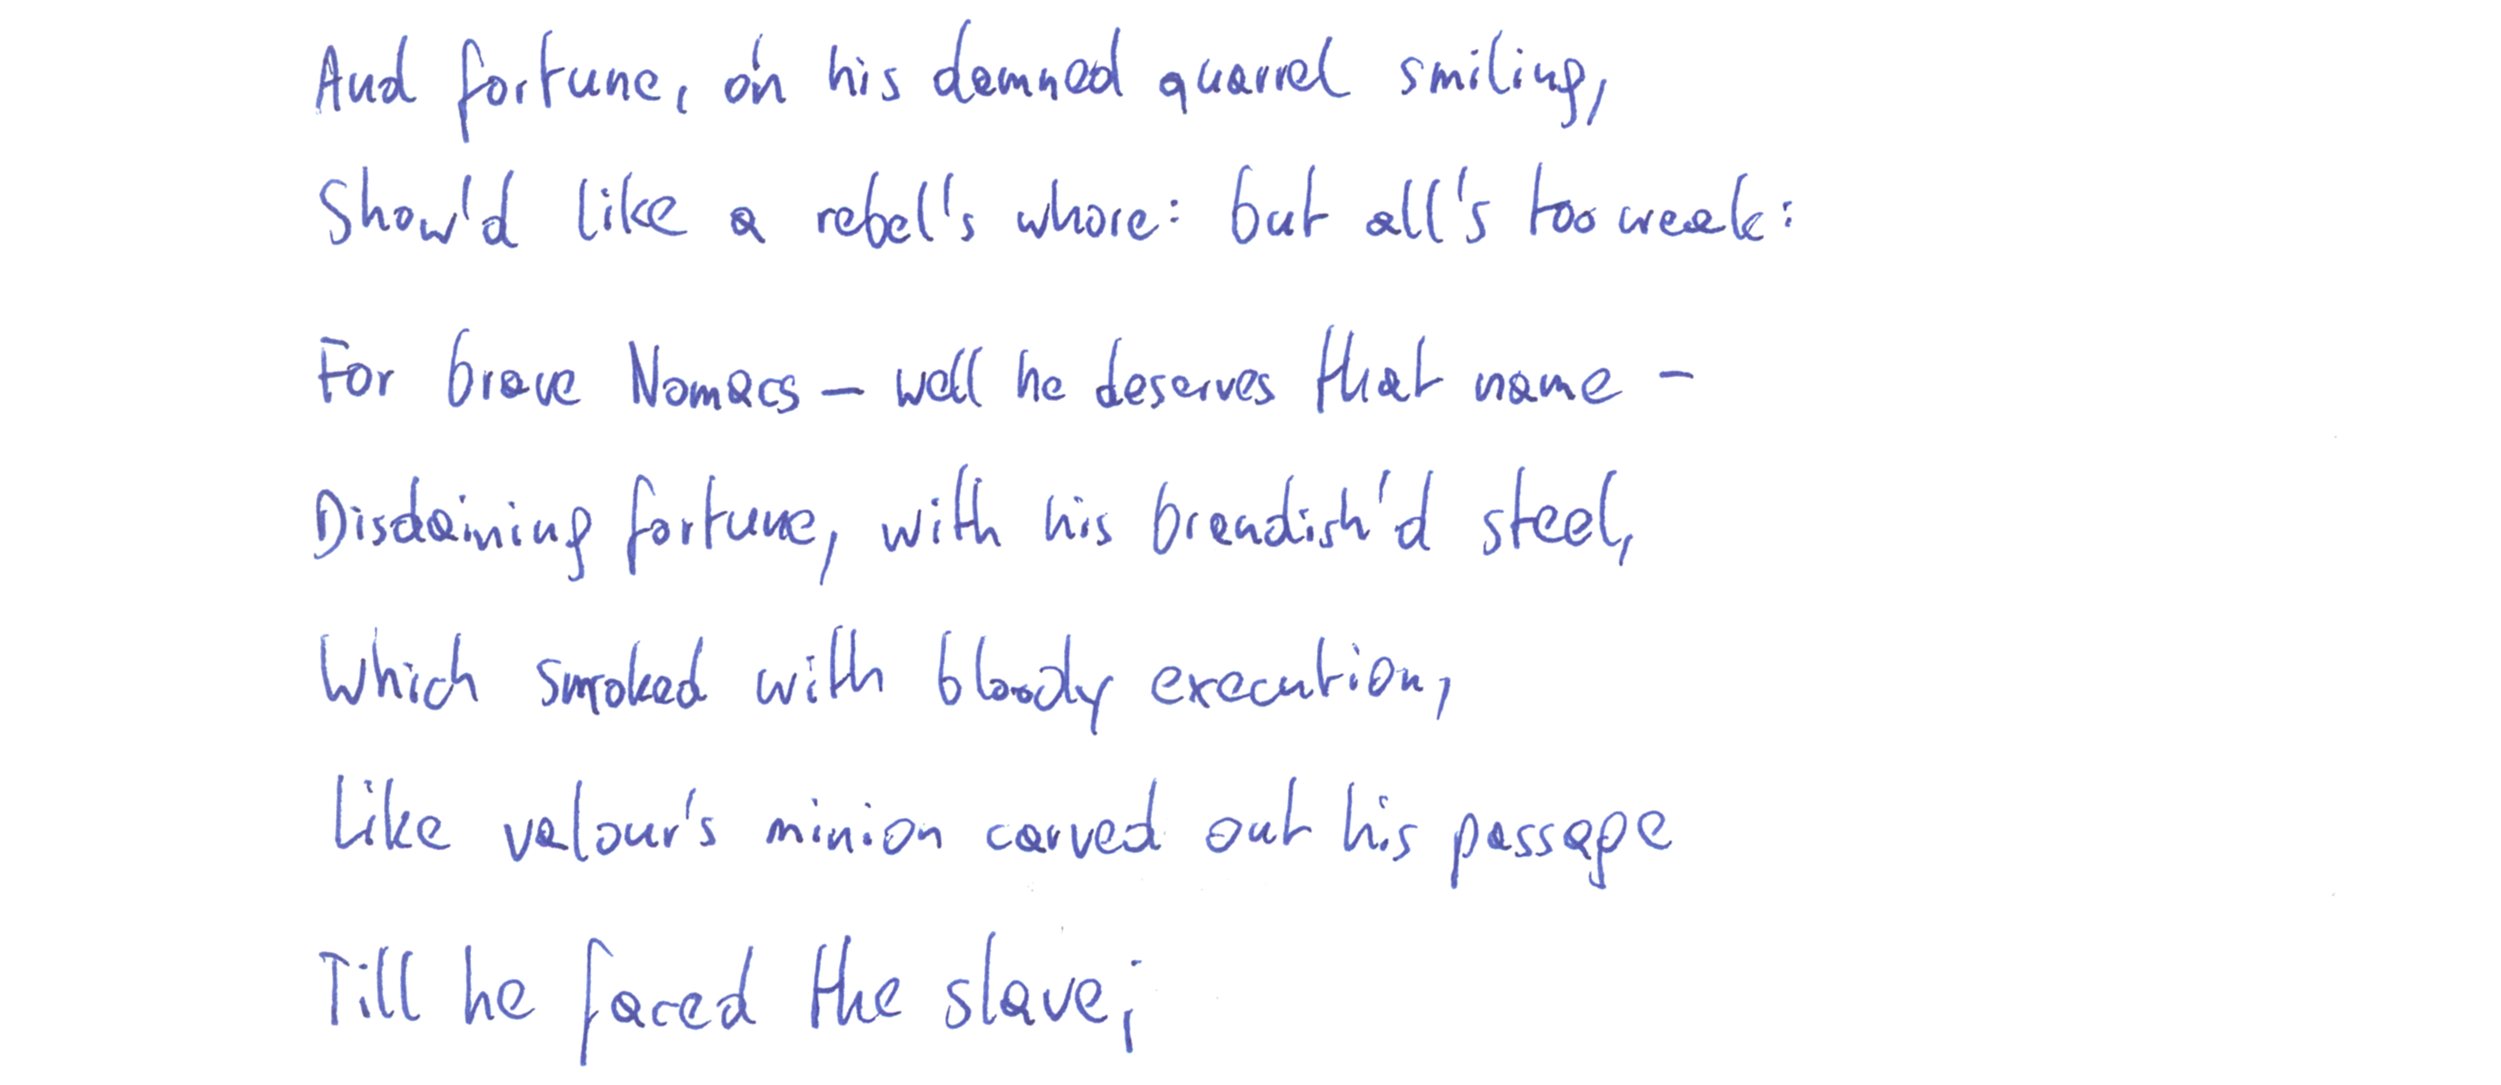 And fortune, on his damned quarrel smiling,
Show'd like a rebel's whore: but all's too weak:
For brave Nomacs - well he deserves that name -
Disdaining fortune, with his brandish'd steel,
Which smoked with bloody execution,
Like valour's minion carved out his passage
Till he faced the slave;